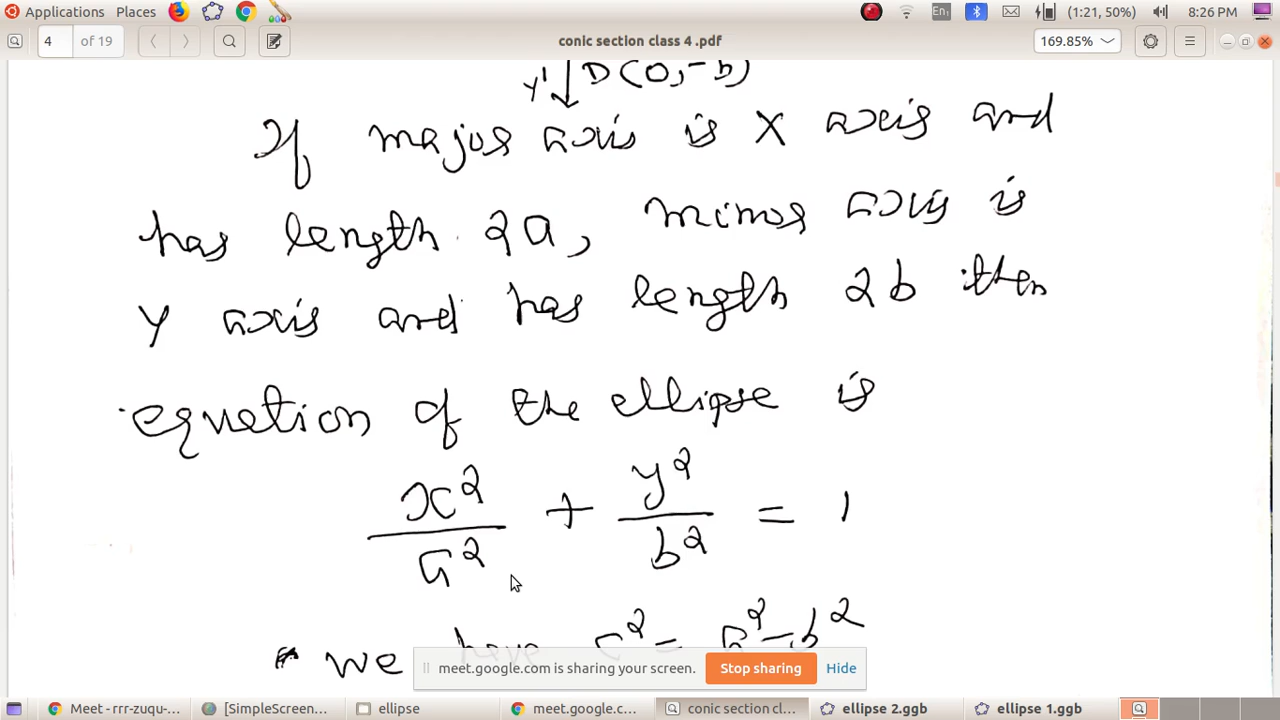 Applications Places En₁ (1:21, 50%) 8:26 PM
4 of 19 conic section class 4 .pdf 169.85%
y' D(0,-b)
If major axis is X axis and
has length 2a, minor axis is
Y axis and has length 2b then
equation of the ellipse is
x²/a² + y²/b² = 1
* we have c² = a² - b²
meet.google.com is sharing your screen. Stop sharing Hide
Meet - rrr-zuqu-... [SimpleScreen... ellipse meet.google.c... conic section cl... ellipse 2.ggb ellipse 1.ggb